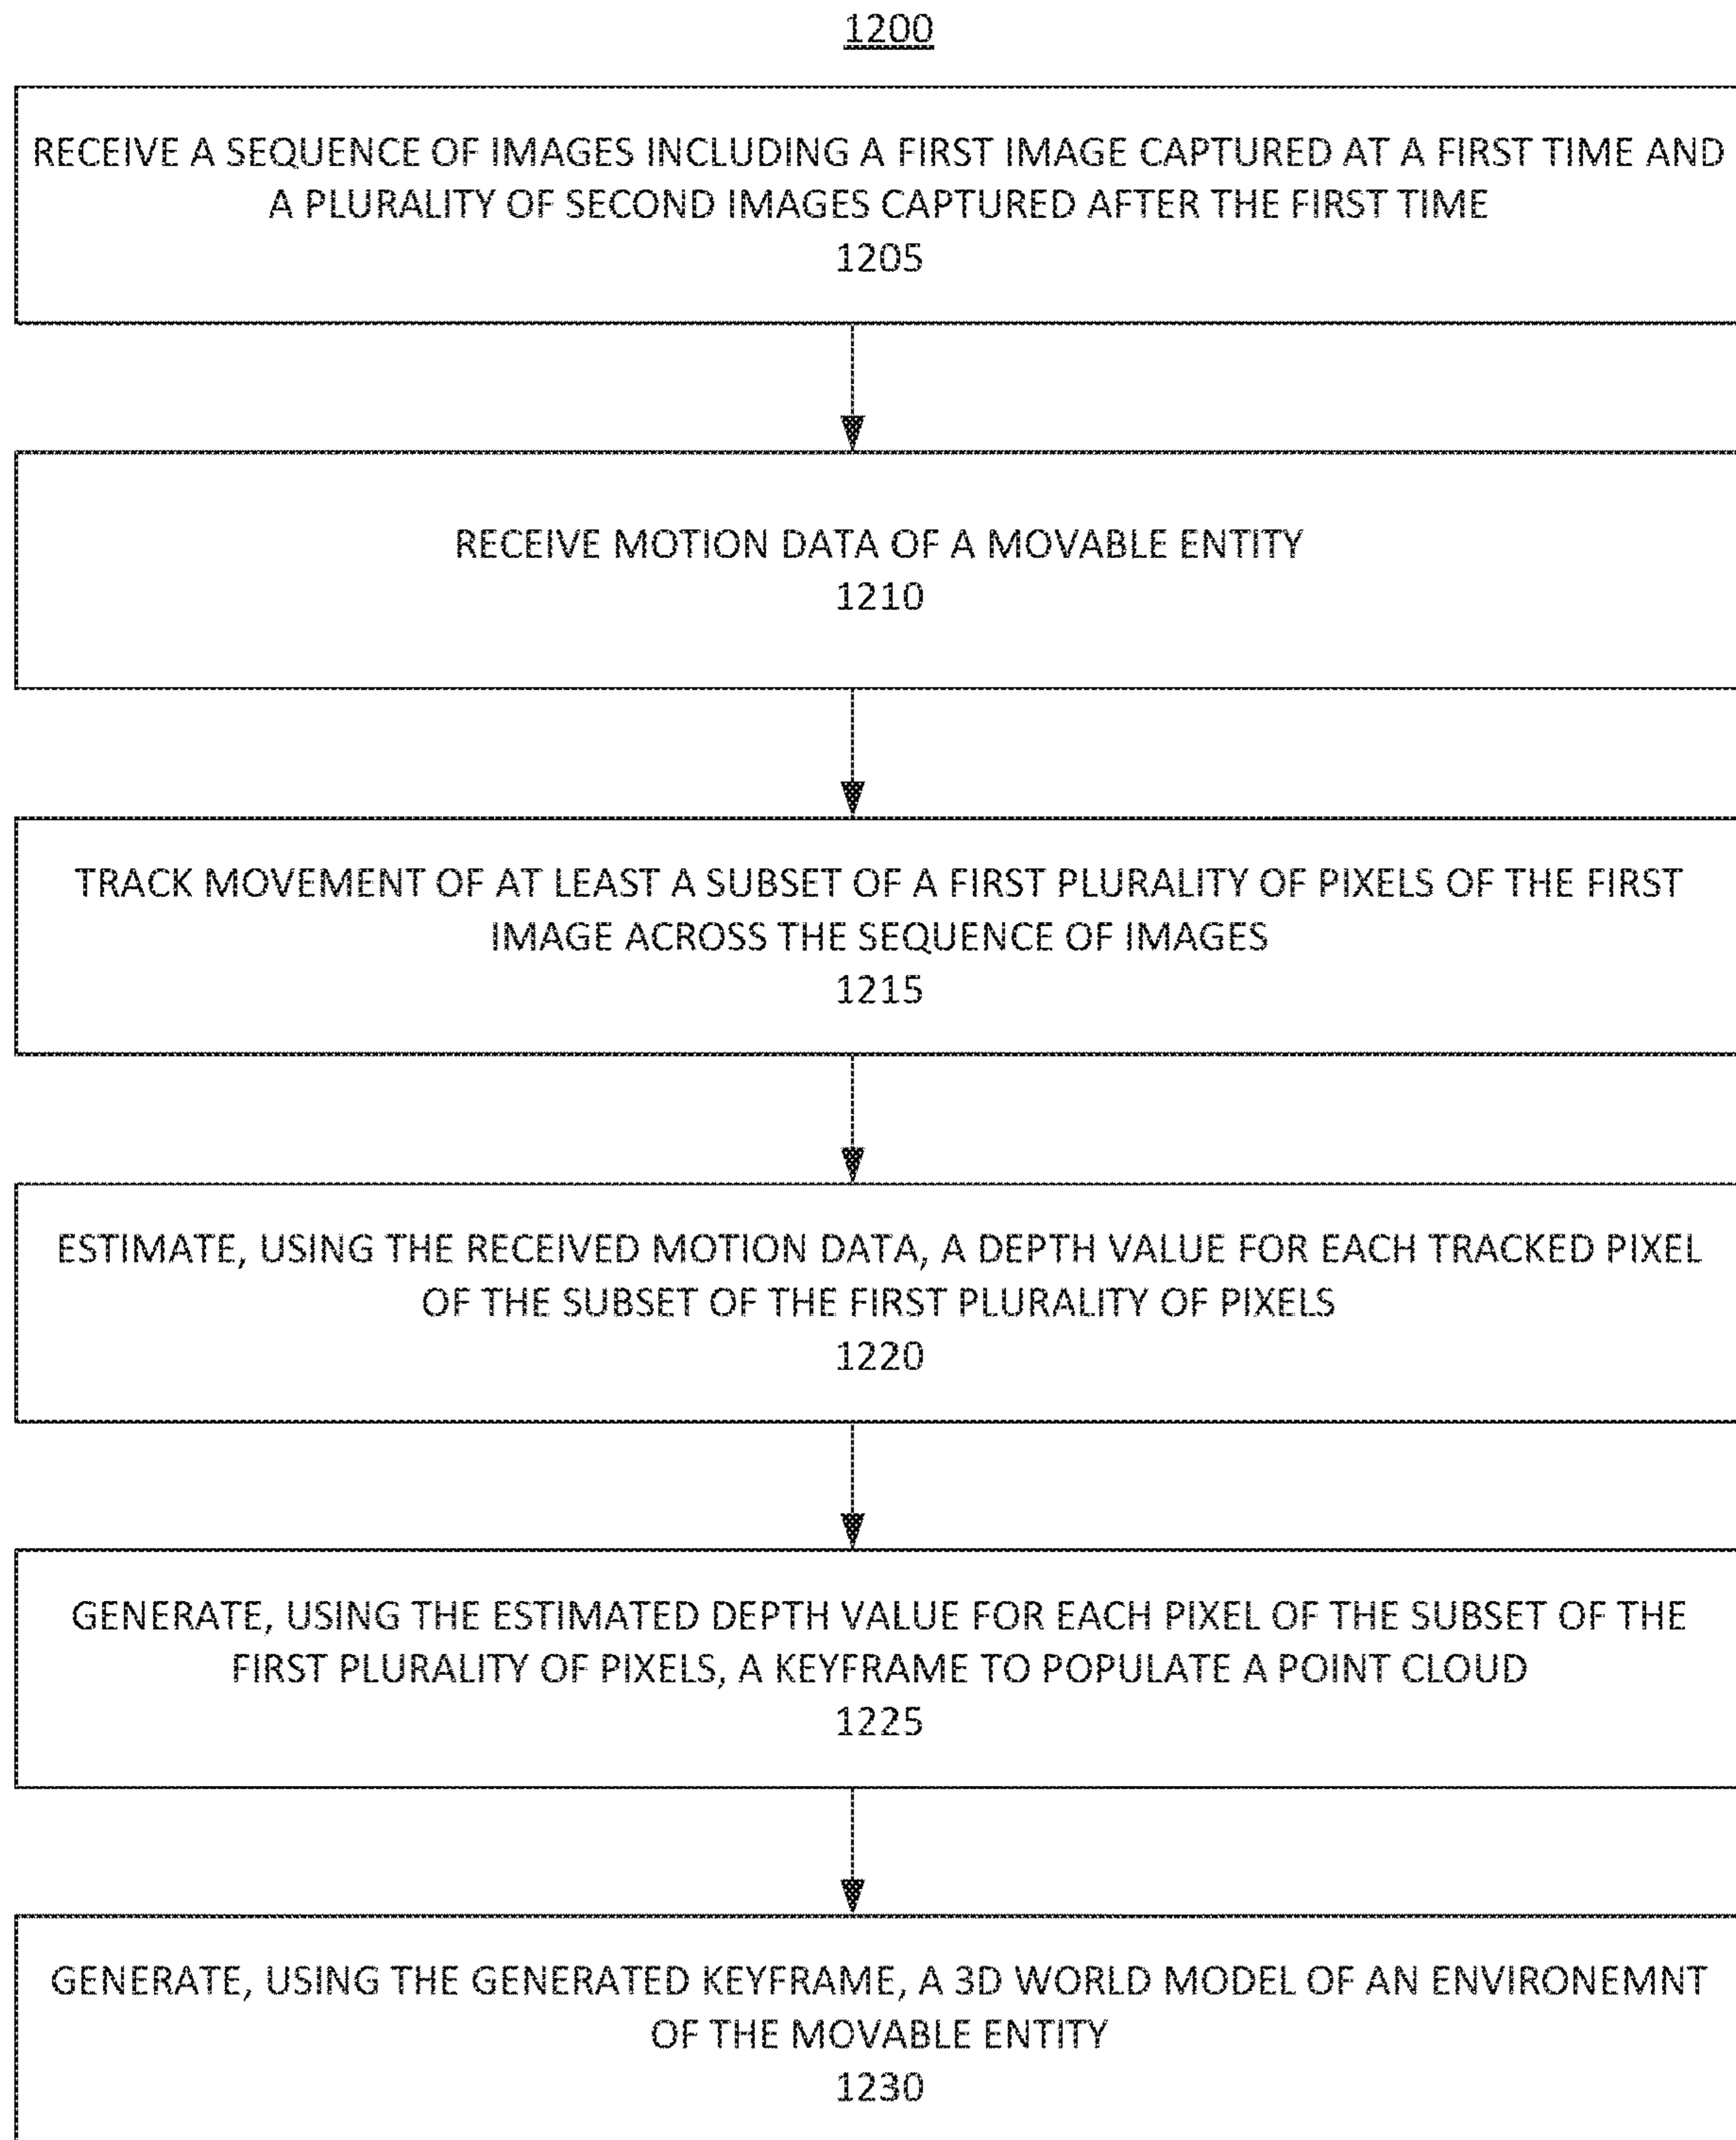 1200
RECEIVE A SEQUENCE OF IMAGES INCLUDING A FIRST IMAGE CAPTURED AT A FIRST TIME AND
A PLURALITY OF SECOND IMAGES CAPTURED AFTER THE FIRST TIME
1205
RECEIVE MOTION DATA OF A MOVABLE ENTITY
1210
TRACK MOVEMENT OF AT LEAST A SUBSET OF A FIRST PLURALITY OF PIXELS OF THE FIRST
IMAGE ACROSS THE SEQUENCE OF IMAGES
1215
ESTIMATE, USING THE RECEIVED MOTION DATA, A DEPTH VALUE FOR EACH TRACKED PIXEL
OF THE SUBSET OF THE FIRST PLURALITY OF PIXELS
1220
GENERATE, USING THE ESTIMATED DEPTH VALUE FOR EACH PIXEL OF THE SUBSET OF THE
FIRST PLURALITY OF PIXELS, A KEYFRAME TO POPULATE A POINT CLOUD
1225
GENERATE, USING THE GENERATED KEYFRAME, A 3D WORLD MODEL OF AN ENVIRONEMNT
OF THE MOVABLE ENTITY
1230